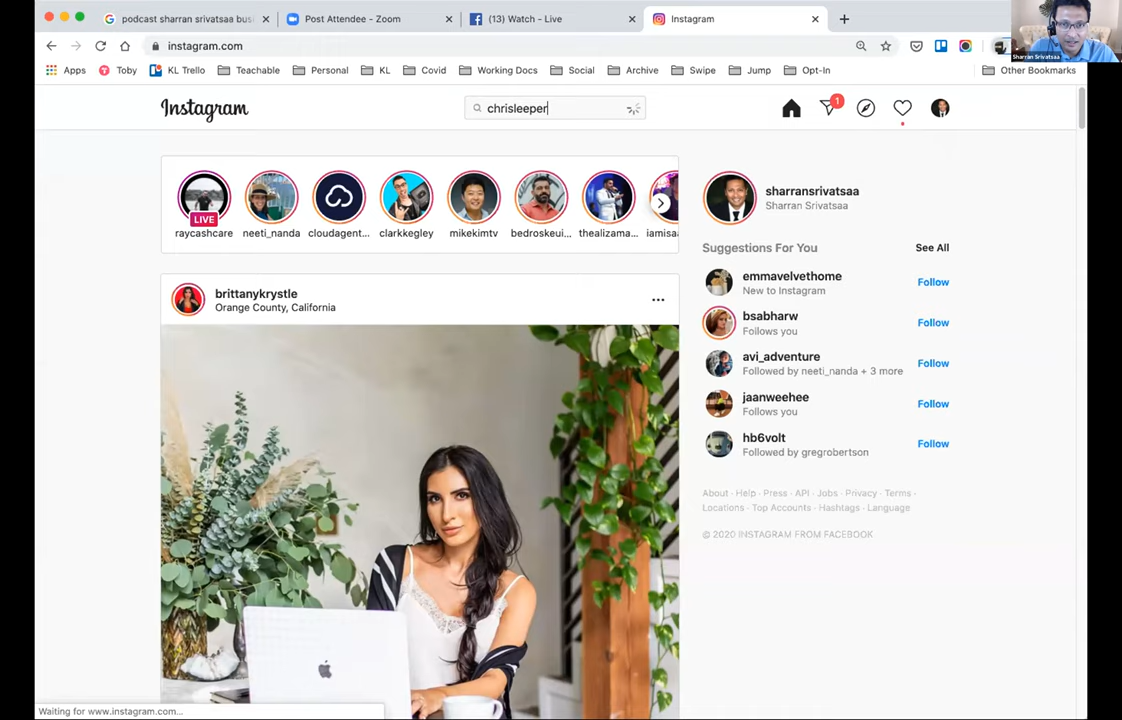 podcast sharran srivatsaa busi
Post Attendee - Zoom
(13) Watch - Live
Instagram
instagram.com
Sharran Srivatsaa
Apps
Toby
KL Trello
Teachable
Personal
KL
Covid
Working Docs
Social
Archive
Swipe
Jump
Opt-In
Other Bookmarks
Instagram
chrisleeper
1
LIVE
raycashcare
neeti_nanda
cloudagent...
clarkkegley
mikekimtv
bedroskeui...
thealizama...
iamisa
sharransrivatsaa
Sharran Srivatsaa
Suggestions For You
See All
emmavelvethome
New to Instagram
Follow
bsabharw
Follows you
Follow
avi_adventure
Followed by neeti_nanda + 3 more
Follow
jaanweehee
Follows you
Follow
hb6volt
Followed by gregrobertson
Follow
About · Help · Press · API · Jobs · Privacy · Terms ·
Locations · Top Accounts · Hashtags · Language
© 2020 INSTAGRAM FROM FACEBOOK
brittanykrystle
Orange County, California
Waiting for www.instagram.com...